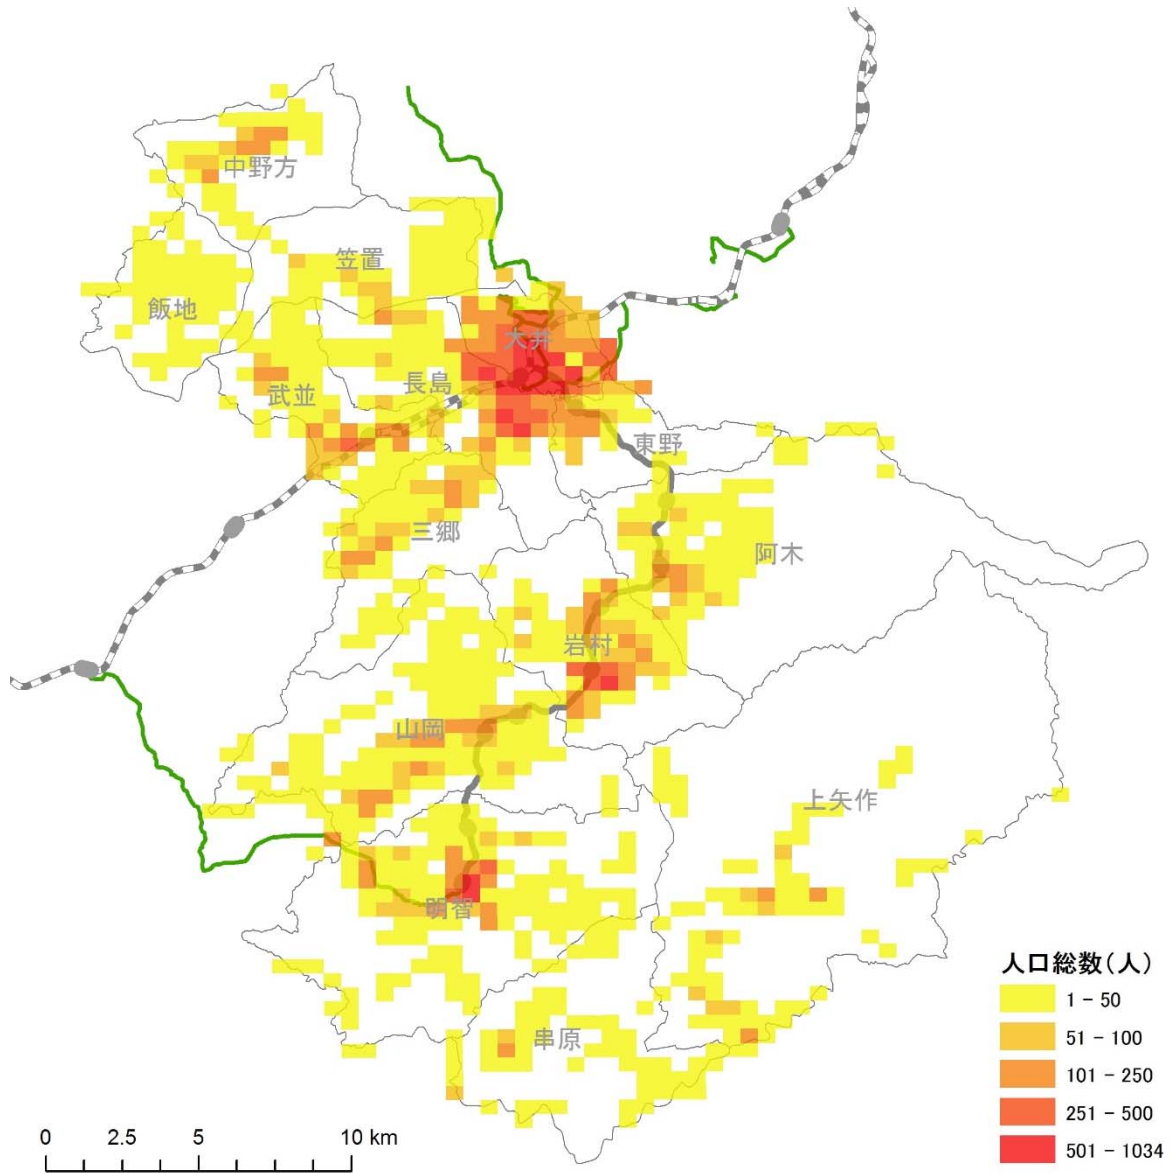 中野方
笠置
飯地
大井
長島
武並
東野
三郷
阿木
岩村
山岡
上矢作
明智
串原
人口総数(人)
1 - 50
51 - 100
101 - 250
251 - 500
501 - 1034
0 2.5 5 10 km